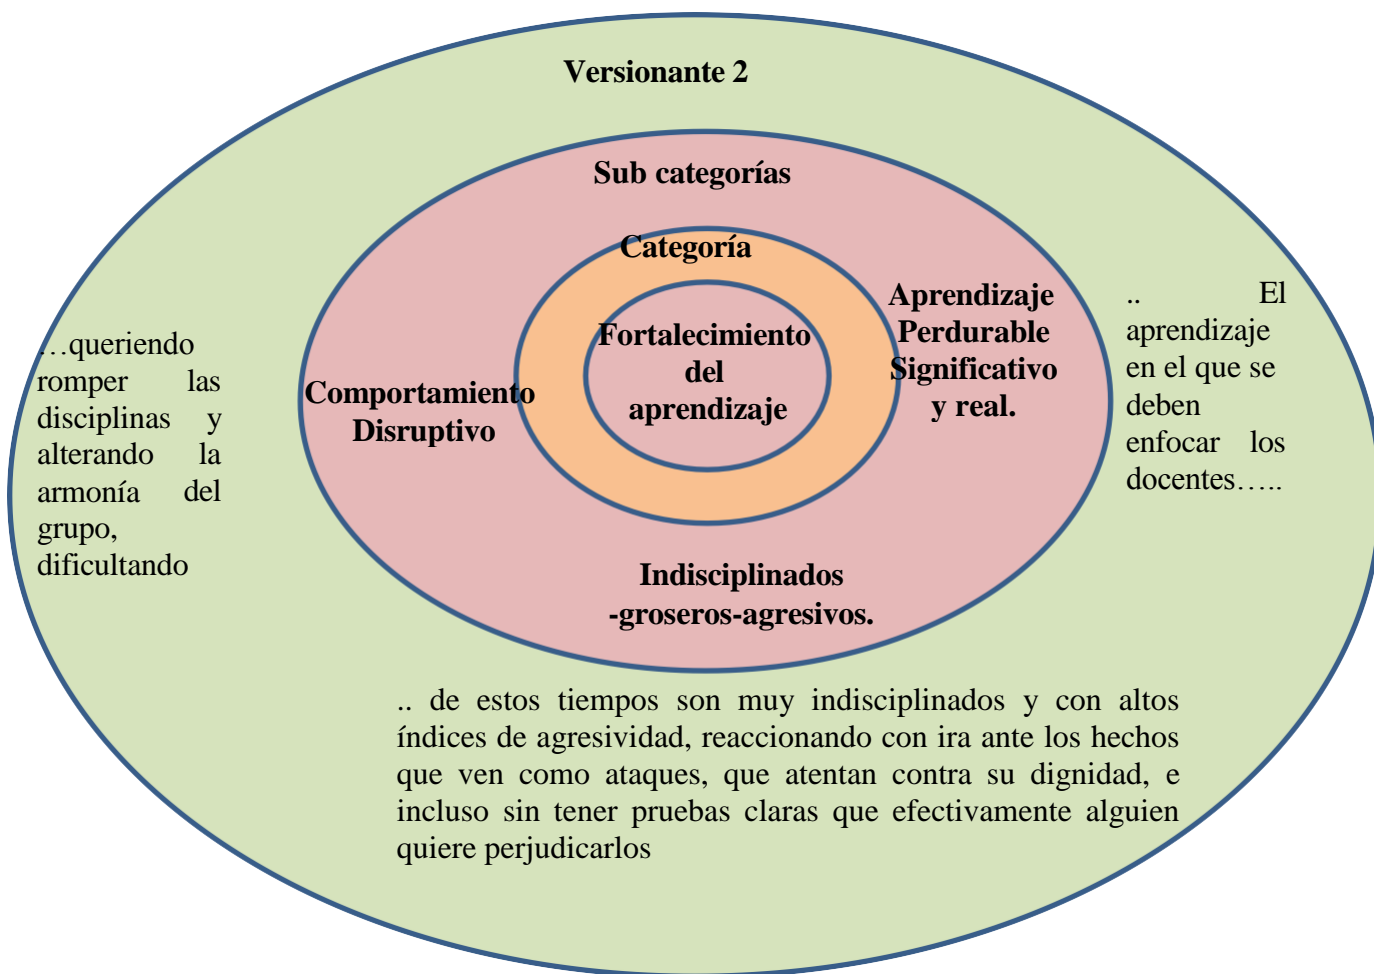 Versionante 2
Sub categorías
Categoría
Fortalecimiento
del
aprendizaje
Comportamiento
Disruptivo
Aprendizaje
Perdurable
Significativo
y real.
Indisciplinados
-groseros-agresivos.
…queriendo
romper las
disciplinas y
alterando la
armonía del
grupo,
dificultando
.. El
aprendizaje
en el que se
deben
enfocar los
docentes…..
.. de estos tiempos son muy indisciplinados y con altos
índices de agresividad, reaccionando con ira ante los hechos
que ven como ataques, que atentan contra su dignidad, e
incluso sin tener pruebas claras que efectivamente alguien
quiere perjudicarlos